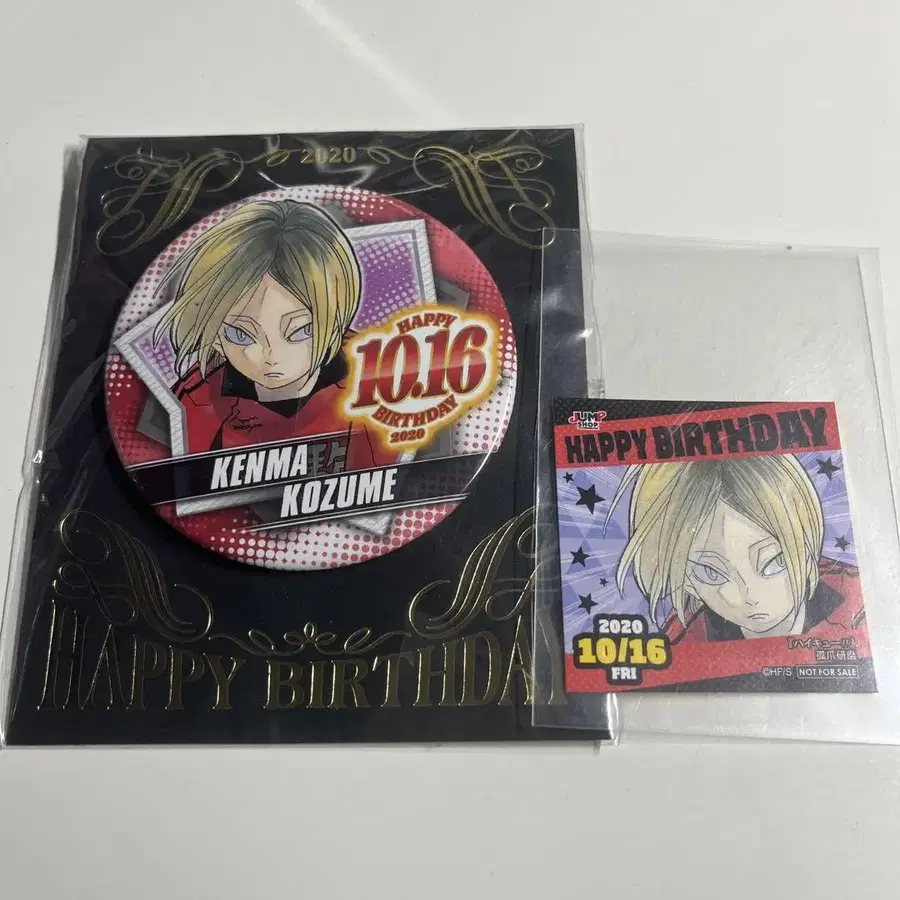 2020
HAPPY
10.16
BIRTHDAY
2020
KENMA
KOZUME
HAPPY BIRTHDAY
JUMP
SHOP
HAPPY BIRTHDAY
2020
10/16
FRI
『ハイキュー!!』
孤爪研磨
©HF/S NOT FOR SALE